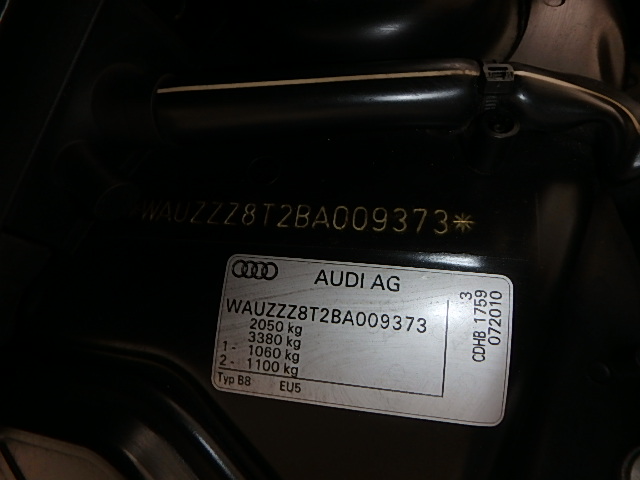 WAUZZZ8T2BA009373*
AUDI AG
WAUZZZ8T2BA009373
2050 kg
3380 kg
1 - 1060 kg
2 - 1100 kg
Typ B8 EU5
3
CDHB 1759
072010